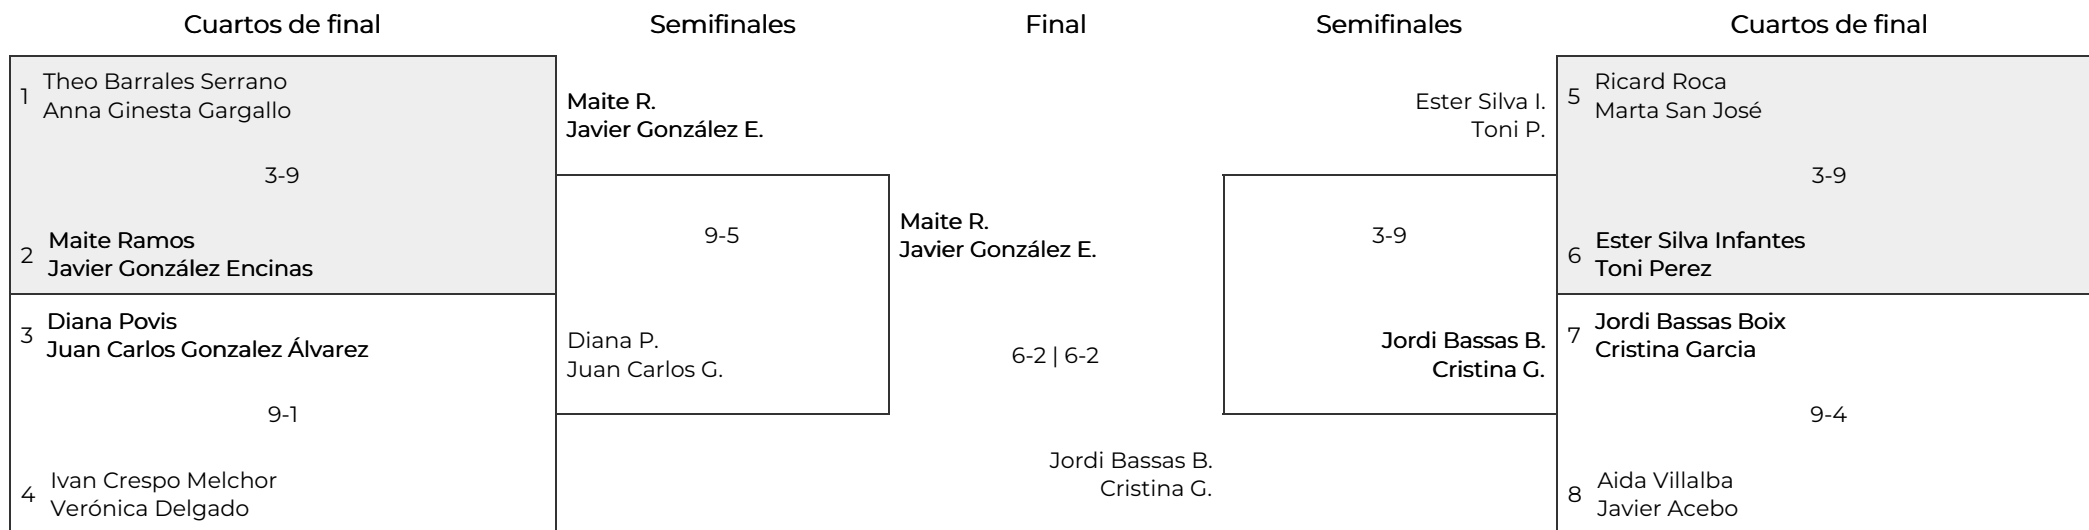 Cuartos de final
Semifinales
Final
Semifinales
Cuartos de final
1
Theo Barrales Serrano
Anna Ginesta Gargallo
3-9
2
Maite Ramos
Javier González Encinas
3
Diana Povis
Juan Carlos Gonzalez Álvarez
9-1
4
Ivan Crespo Melchor
Verónica Delgado
Maite R.
Javier González E.
9-5
Diana P.
Juan Carlos G.
Maite R.
Javier González E.
6-2 | 6-2
Jordi Bassas B.
Cristina G.
Ester Silva I.
Toni P.
3-9
Jordi Bassas B.
Cristina G.
5
Ricard Roca
Marta San José
3-9
6
Ester Silva Infantes
Toni Perez
7
Jordi Bassas Boix
Cristina Garcia
9-4
8
Aida Villalba
Javier Acebo